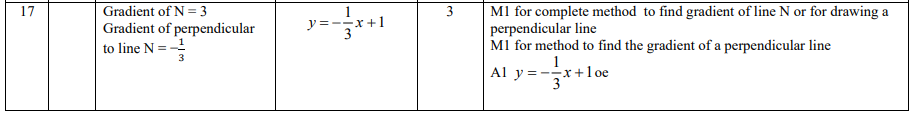 17
Gradient of N = 3
Gradient of perpendicular
to line N = −1/3
y = −1/3x + 1
3
M1 for complete method to find gradient of line N or for drawing a
perpendicular line
M1 for method to find the gradient of a perpendicular line
A1 y = −1/3x + 1 oe